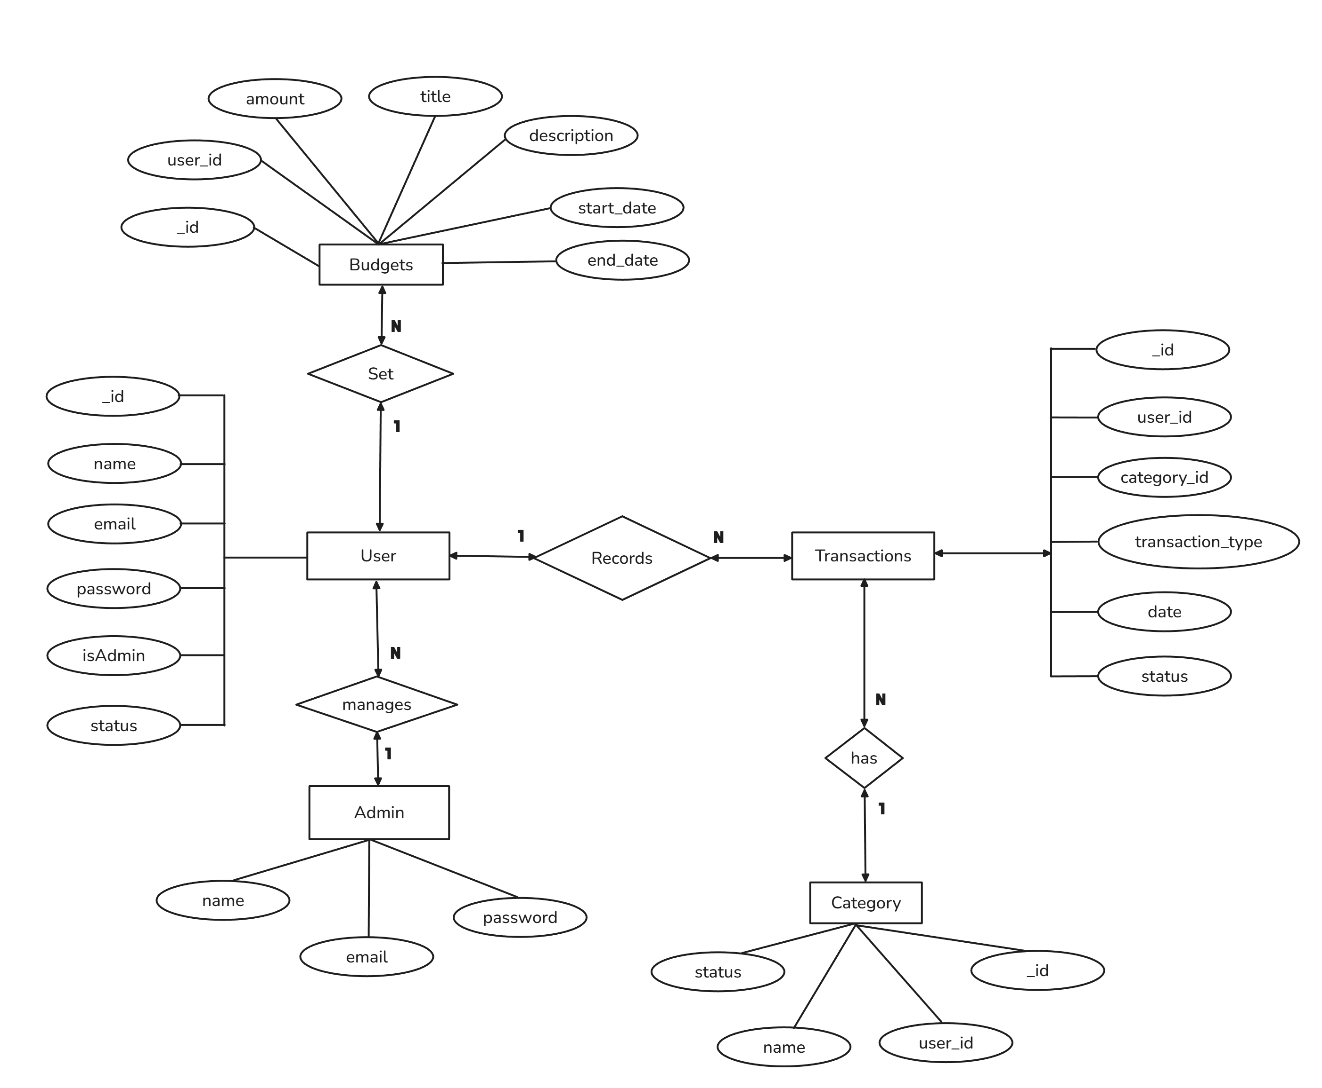 amount
title
description
user_id
start_date
_id
end_date
Budgets
N
Set
1
_id
name
email
password
isAdmin
status
User
1
Records
N
Transactions
_id
user_id
category_id
transaction_type
date
status
N
manages
1
Admin
name
email
password
N
has
1
Category
status
name
user_id
_id